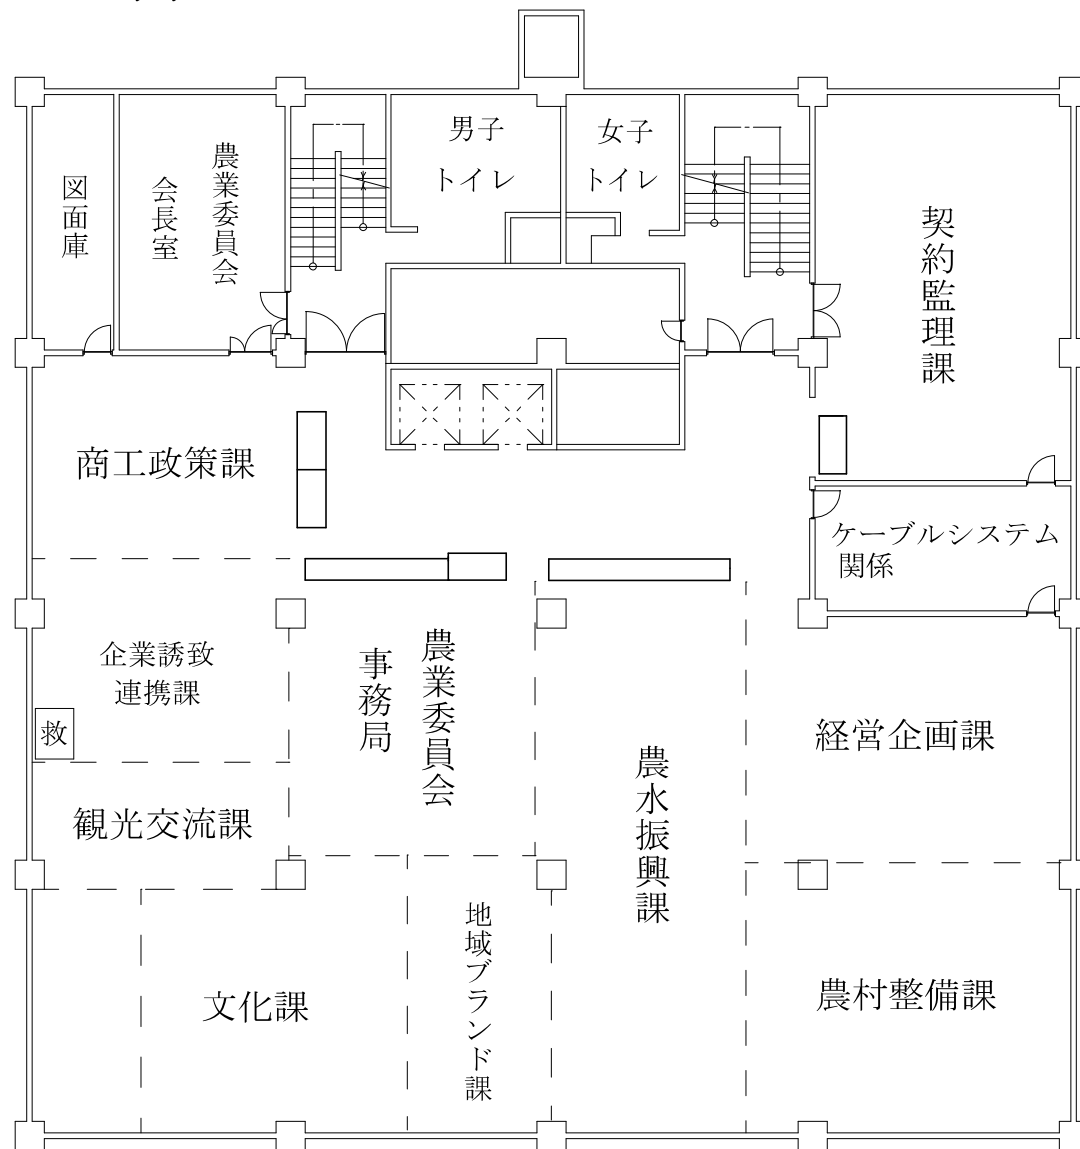 男子
トイレ
女子
トイレ
図面庫
農業委員会
会長室
契約監理課
商工政策課
ケーブルシステム
関係
企業誘致
連携課
救
農業委員会
事務局
経営企画課
観光交流課
農水振興課
地域ブランド課
文化課
農村整備課